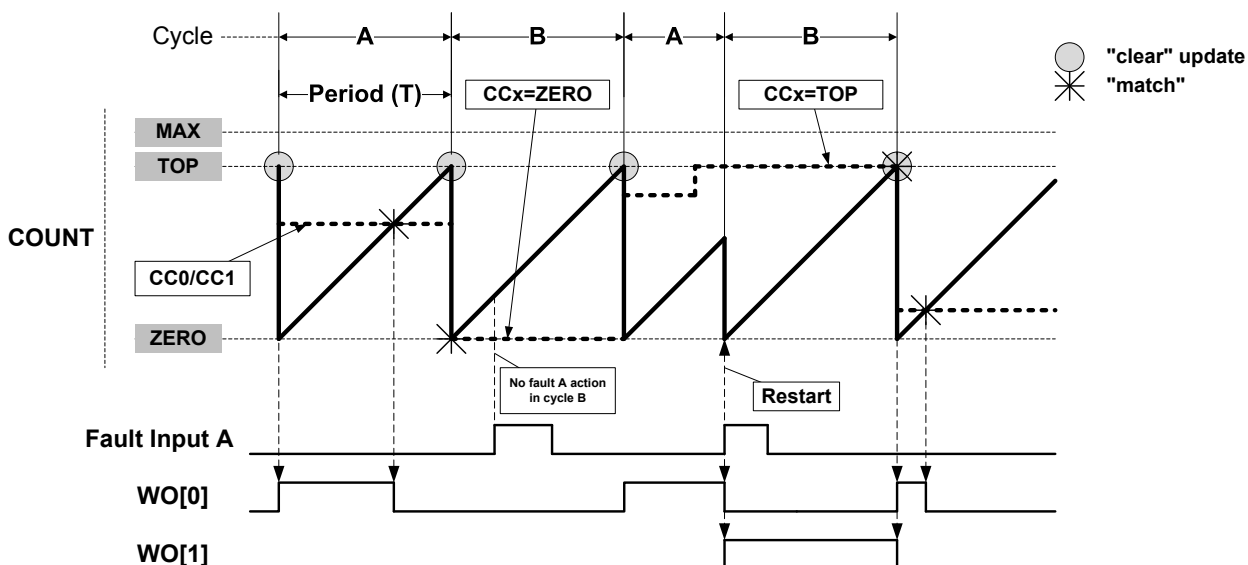 Cycle
A
B
A
B
"clear" update
"match"
Period (T)
CCx=ZERO
CCx=TOP
MAX
TOP
COUNT
CC0/CC1
ZERO
No fault A action
in cycle B
Restart
Fault Input A
WO[0]
WO[1]